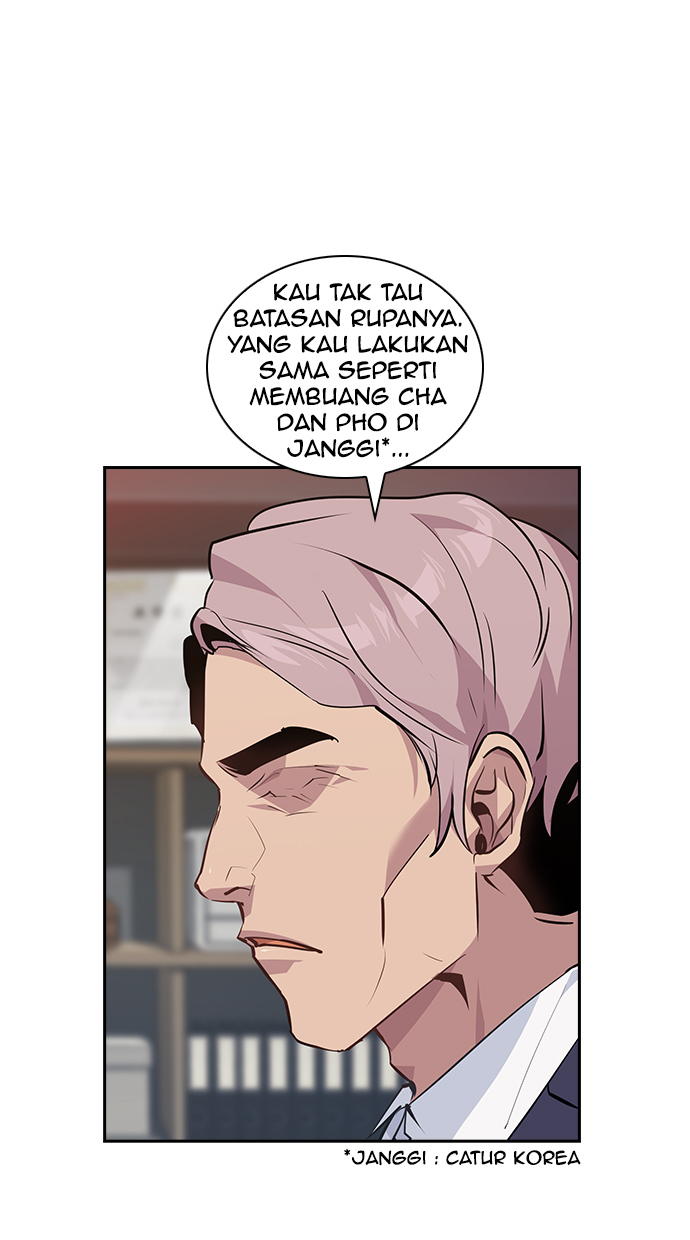 KAU TAK TAU
BATASAN RUPANYA.
YANG KAU LAKUKAN
SAMA SEPERTI
MEMBUANG CHA
DAN PHO DI
JANGGI*...
*JANGGI : CATUR KOREA